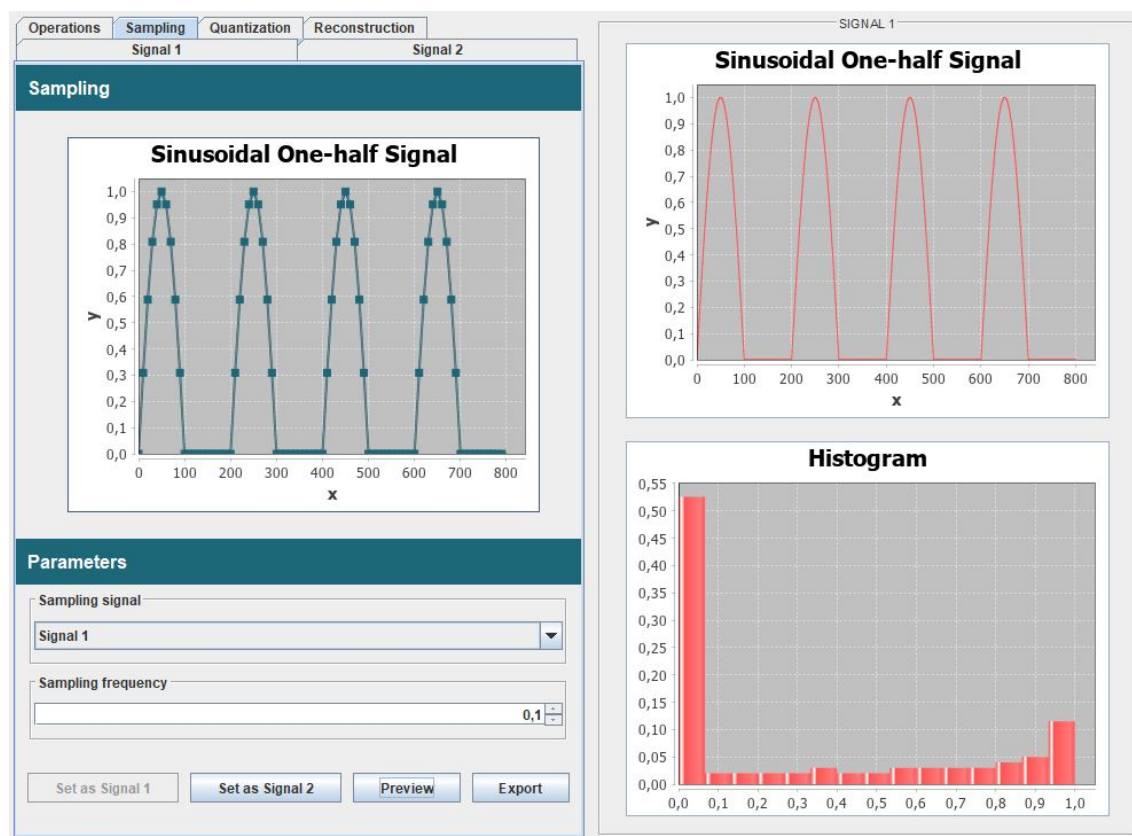 Operations Sampling Quantization Reconstruction
Signal 1 Signal 2
Sampling
Sinusoidal One-half Signal
1,0
0,9
0,8
0,7
0,6
0,5
0,4
0,3
0,2
0,1
0,0
y
0 100 200 300 400 500 600 700 800
x
Parameters
Sampling signal
Signal 1
Sampling frequency
0,1
Set as Signal 1 Set as Signal 2 Preview Export
SIGNAL 1
Sinusoidal One-half Signal
1,0
0,9
0,8
0,7
0,6
0,5
0,4
0,3
0,2
0,1
0,0
y
0 100 200 300 400 500 600 700 800
x
Histogram
0,55
0,50
0,45
0,40
0,35
0,30
0,25
0,20
0,15
0,10
0,05
0,00
0,0 0,1 0,2 0,3 0,4 0,5 0,6 0,7 0,8 0,9 1,0